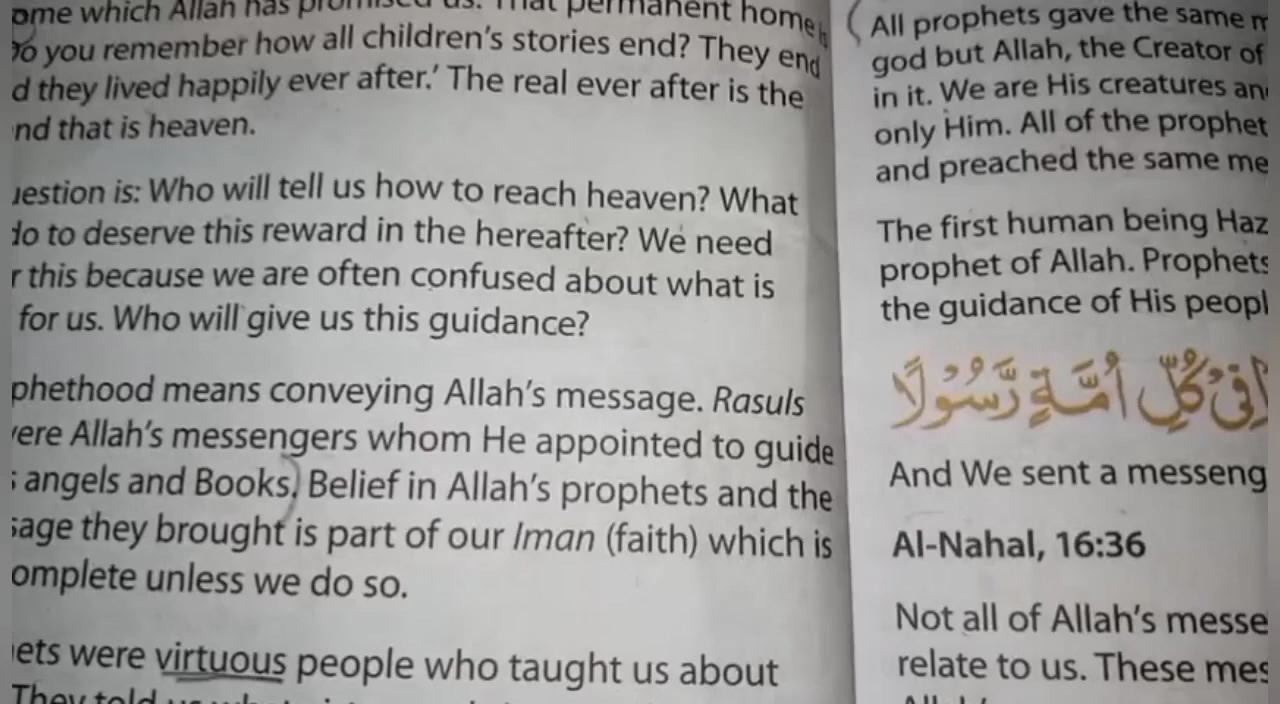 ome which Allah has promised us. That permanent home is
Do you remember how all children's stories end? They end
d they lived happily ever after.' The real ever after is the
nd that is heaven.
uestion is: Who will tell us how to reach heaven? What
do to deserve this reward in the hereafter? We need
r this because we are often confused about what is
for us. Who will give us this guidance?
phethood means conveying Allah's message. Rasuls
vere Allah's messengers whom He appointed to guide
s angels and Books. Belief in Allah's prophets and the
sage they brought is part of our Iman (faith) which is
omplete unless we do so.
ets were virtuous people who taught us about
They told us what
All prophets gave the same m
god but Allah, the Creator of
in it. We are His creatures an
only Him. All of the prophet
and preached the same me
The first human being Haz
prophet of Allah. Prophets
the guidance of His peopl
فِيْ كُلِّ اُمَّةٍ رَّسُوْلًا
And We sent a messeng
Al-Nahal, 16:36
Not all of Allah's messe
relate to us. These mes